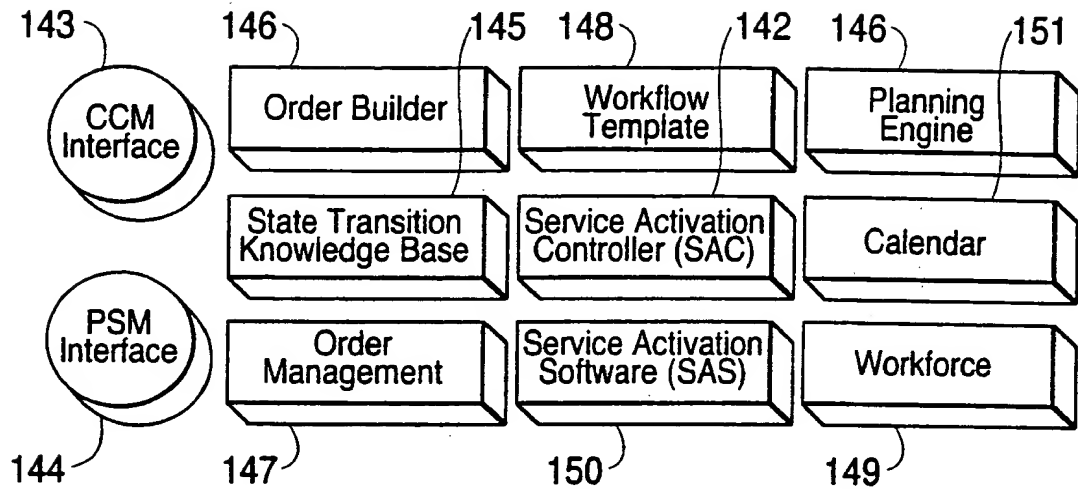 143
146
145
148
142
146
151
CCM
Interface
Order Builder
Workflow
Template
Planning
Engine
State Transition
Knowledge Base
Service Activation
Controller (SAC)
Calendar
PSM
Interface
Order
Management
Service Activation
Software (SAS)
Workforce
144
147
150
149